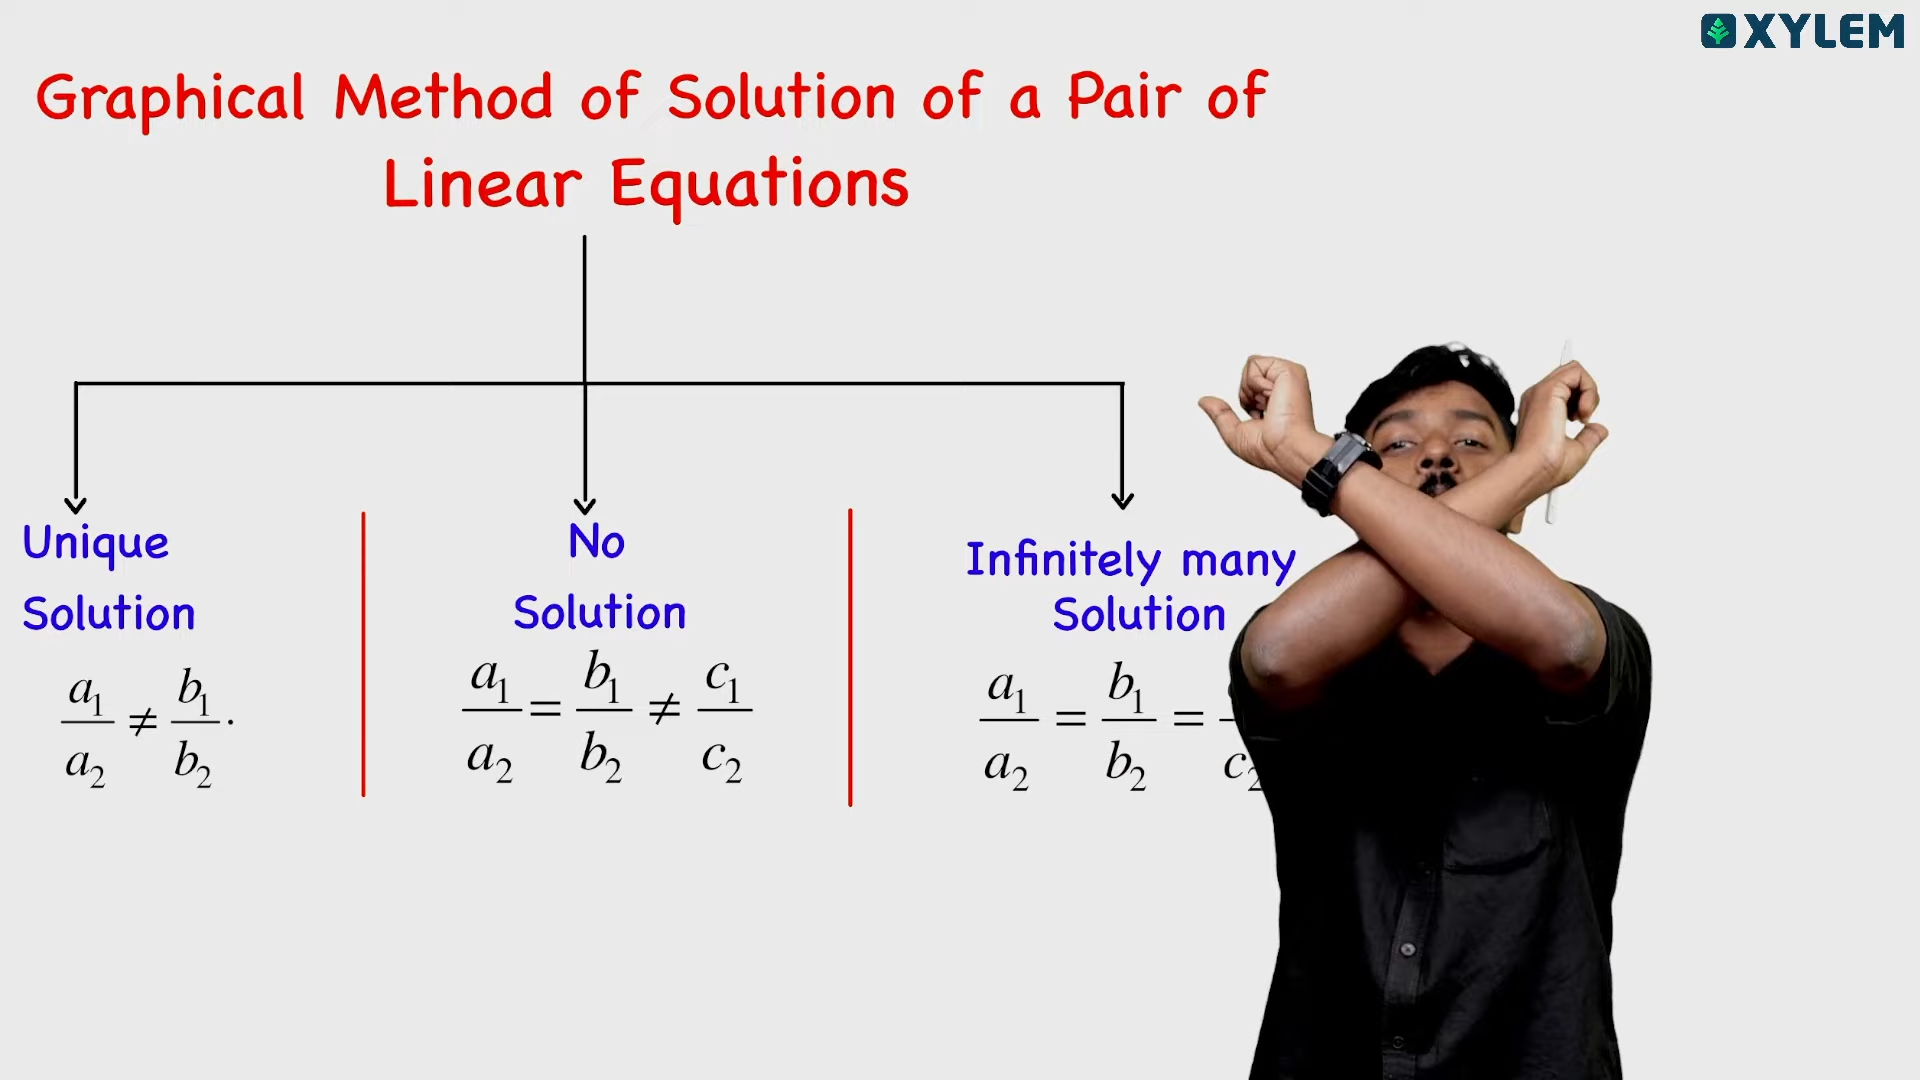 XYLEM
Graphical Method of Solution of a Pair of
Linear Equations
Unique
Solution
a₁/a₂ ≠ b₁/b₂.
No
Solution
a₁/a₂ = b₁/b₂ ≠ c₁/c₂
Infinitely many
Solution
a₁/a₂ = b₁/b₂ = /c₂